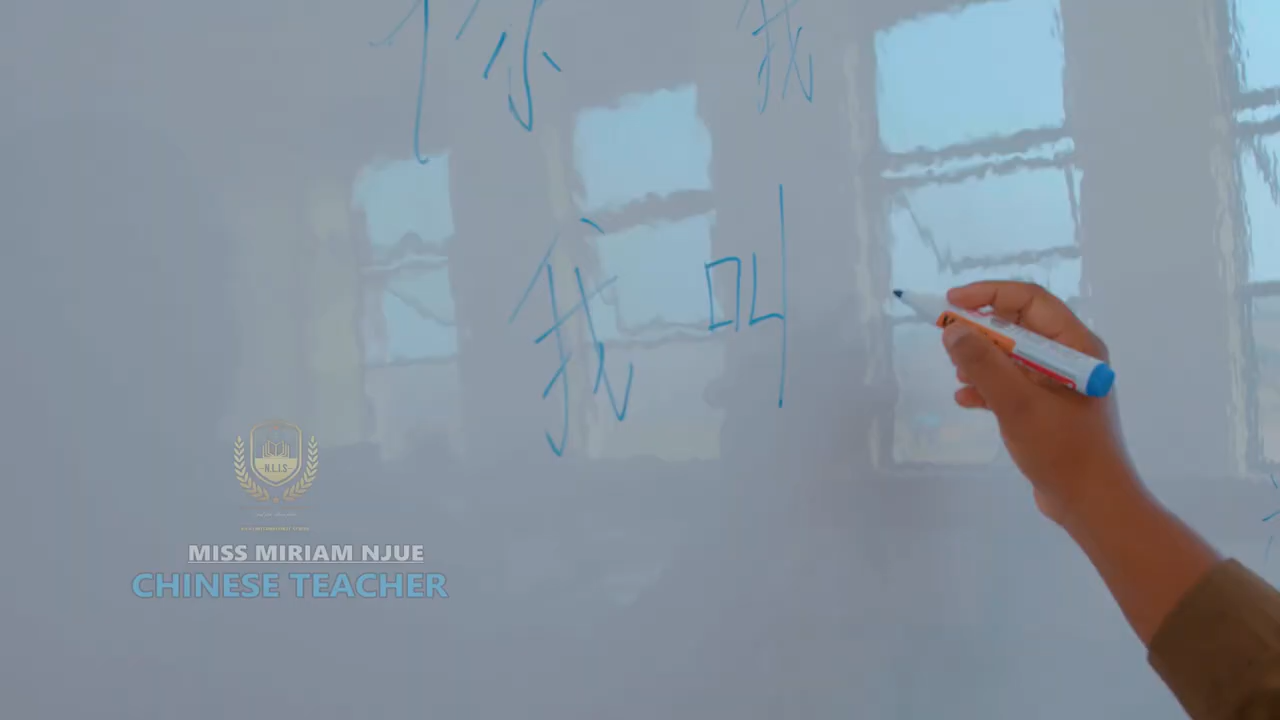 你 我
我 叫
N.L.I.S
MISS MIRIAM NJUE
CHINESE TEACHER